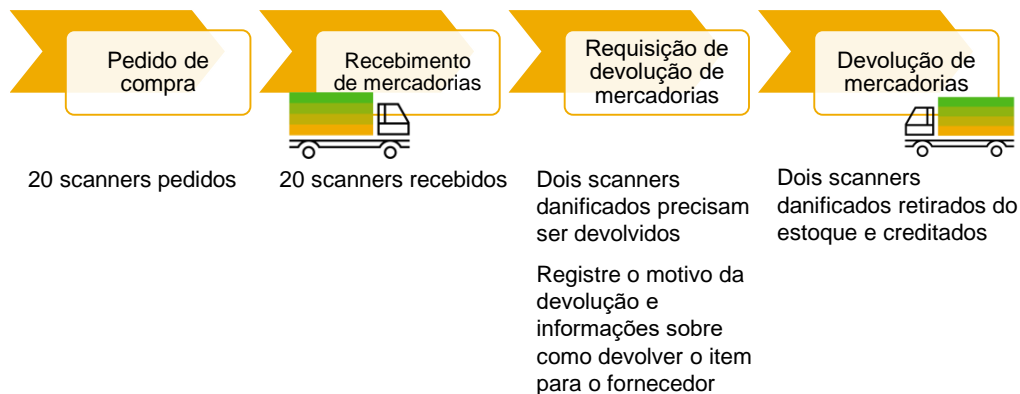 Pedido de
compra
Recebimento
de mercadorias
Requisição de
devolução de
mercadorias
Devolução de
mercadorias
20 scanners pedidos
20 scanners recebidos
Dois scanners
danificados precisam
ser devolvidos
Registre o motivo da
devolução e
informações sobre
como devolver o item
para o fornecedor
Dois scanners
danificados retirados do
estoque e creditados